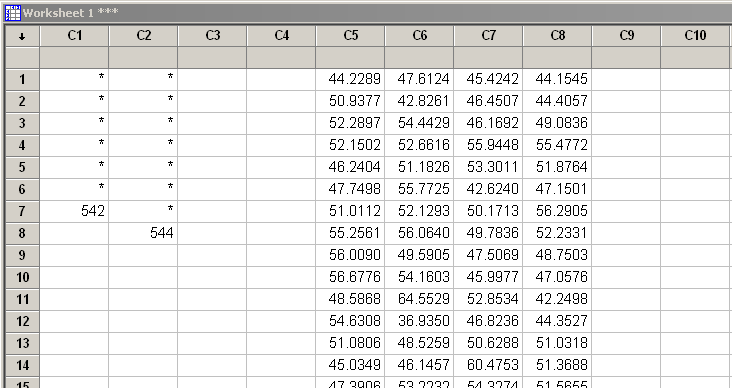 Worksheet 1 ***
↓ C1 C2 C3 C4 C5 C6 C7 C8 C9 C10
1 * * 44.2289 47.6124 45.4242 44.1545
2 * * 50.9377 42.8261 46.4507 44.4057
3 * * 52.2897 54.4429 46.1692 49.0836
4 * * 52.1502 52.6616 55.9448 55.4772
5 * * 46.2404 51.1826 53.3011 51.8764
6 * * 47.7498 55.7725 42.6240 47.1501
7 542 * 51.0112 52.1293 50.1713 56.2905
8 544 55.2561 56.0640 49.7836 52.2331
9 56.0090 49.5905 47.5069 48.7503
10 56.6776 54.1603 45.9977 47.0576
11 48.5868 64.5529 52.8534 42.2498
12 54.6308 36.9350 46.8236 44.3527
13 51.0806 48.5259 50.6288 51.0318
14 45.0349 46.1457 60.4753 51.3688
15 47.3906 53.2232 54.3274 51.5655